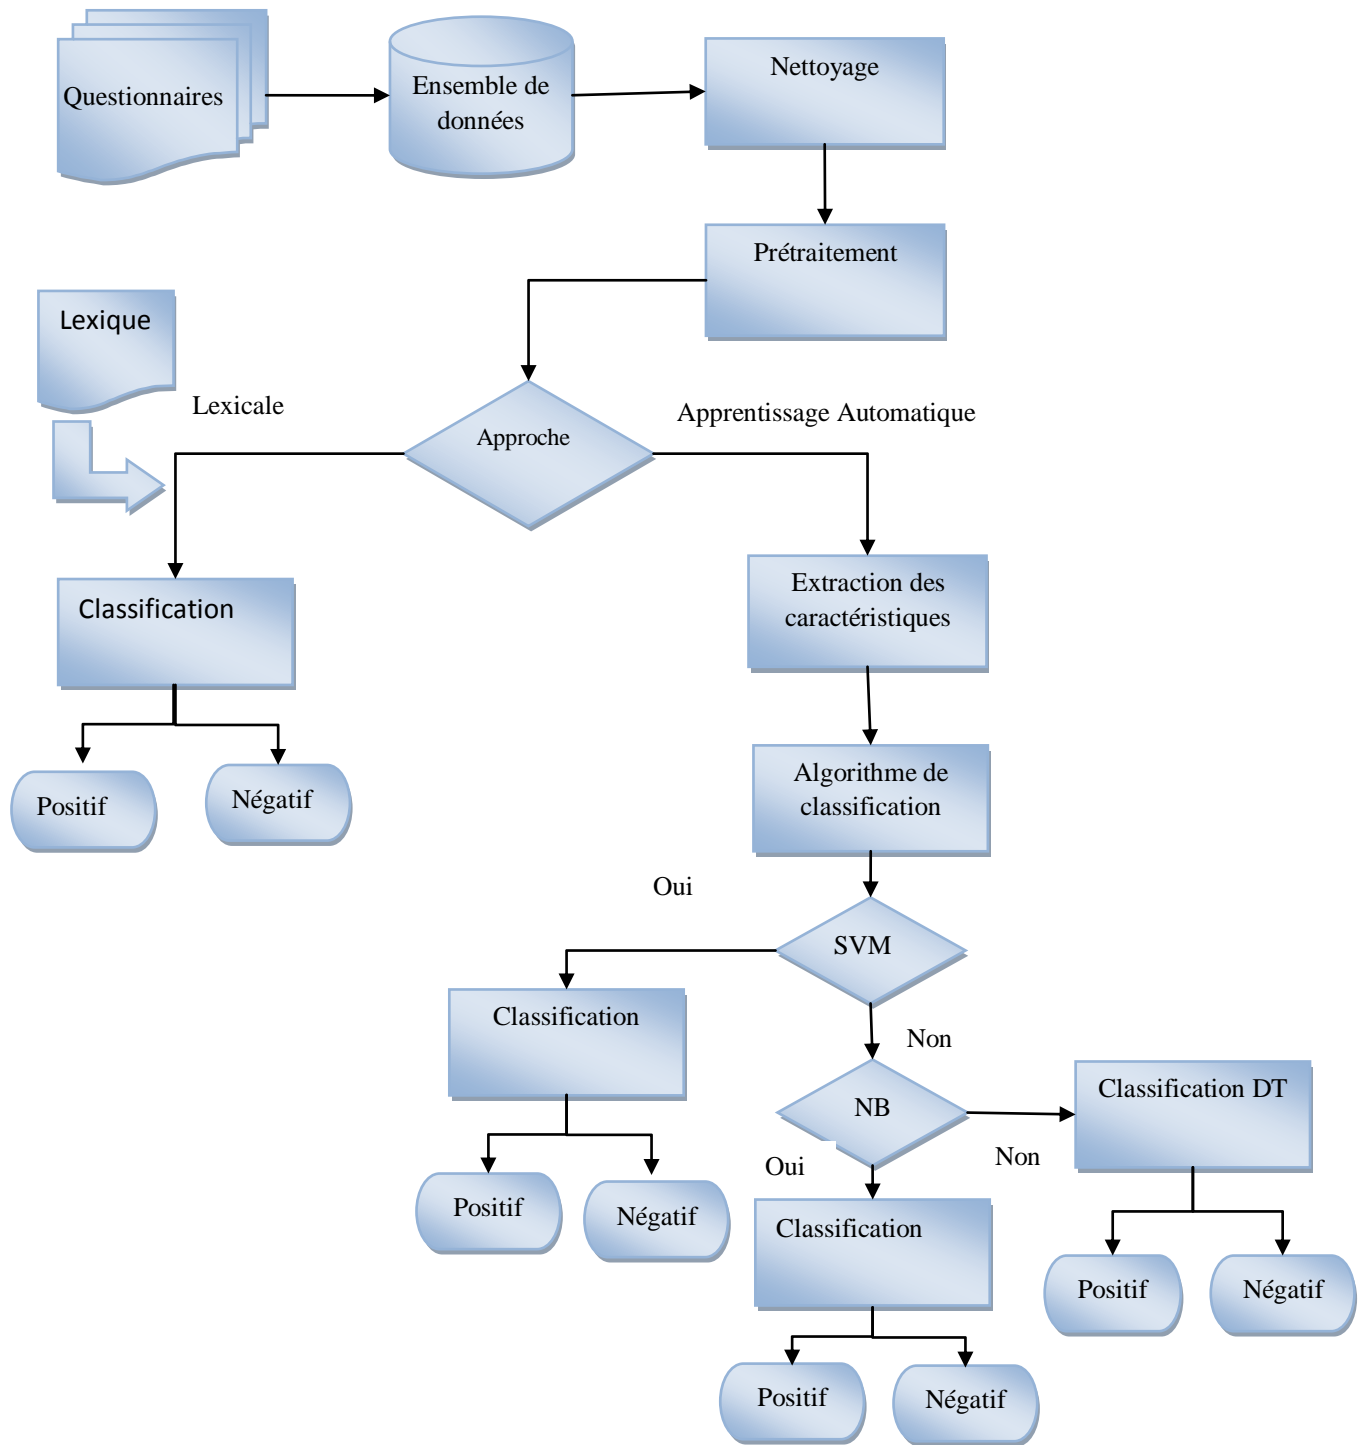 Questionnaires
Ensemble de
données
Nettoyage
Prétraitement
Lexique
Lexicale
Approche
Apprentissage Automatique
Classification
Extraction des
caractéristiques
Positif
Négatif
Algorithme de
classification
Oui
SVM
Classification
Non
NB
Classification DT
Oui
Non
Positif
Négatif
Classification
Positif
Négatif
Positif
Négatif